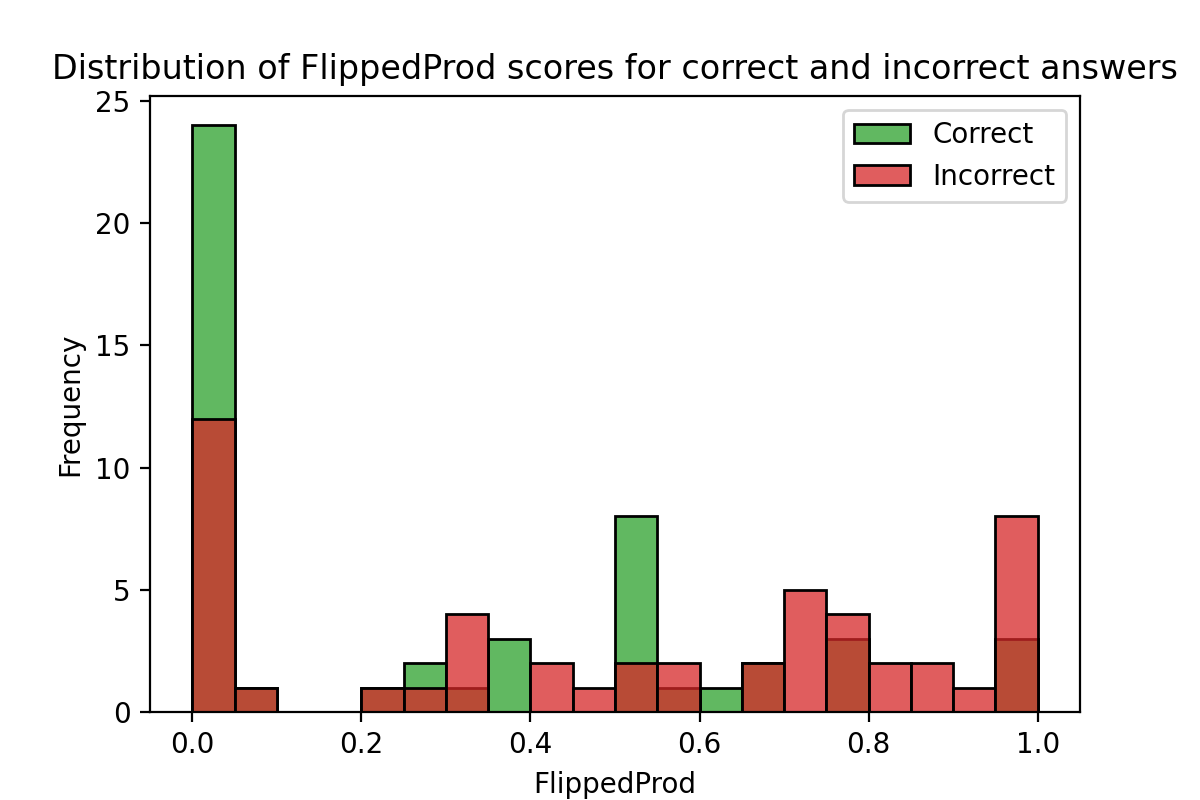 Distribution of FlippedProd scores for correct and incorrect answers
25
20
15
10
5
0
Frequency
Correct
Incorrect
0.0 0.2 0.4 0.6 0.8 1.0
FlippedProd